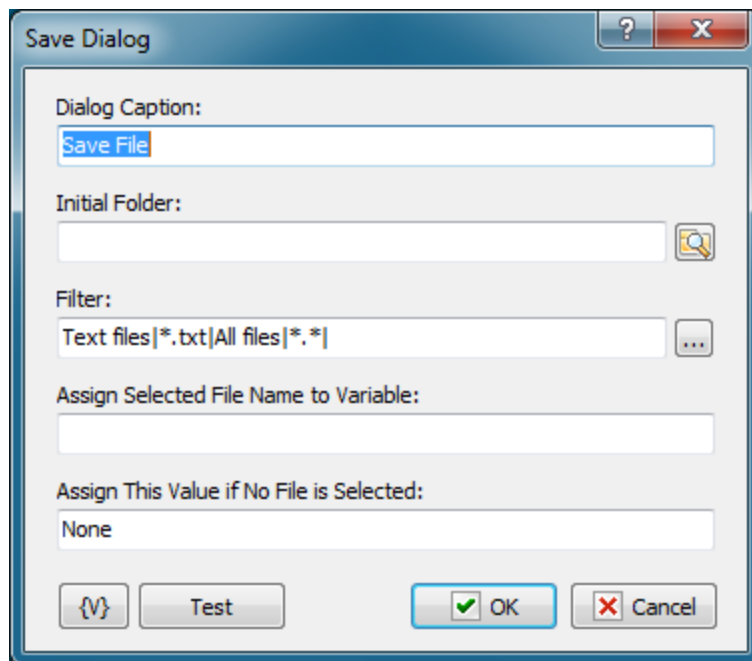 Save Dialog
?
Dialog Caption:
Save File
Initial Folder:
Filter:
Text files|*.txt|All files|*.*|
...
Assign Selected File Name to Variable:
Assign This Value if No File is Selected:
None
{V} Test OK Cancel